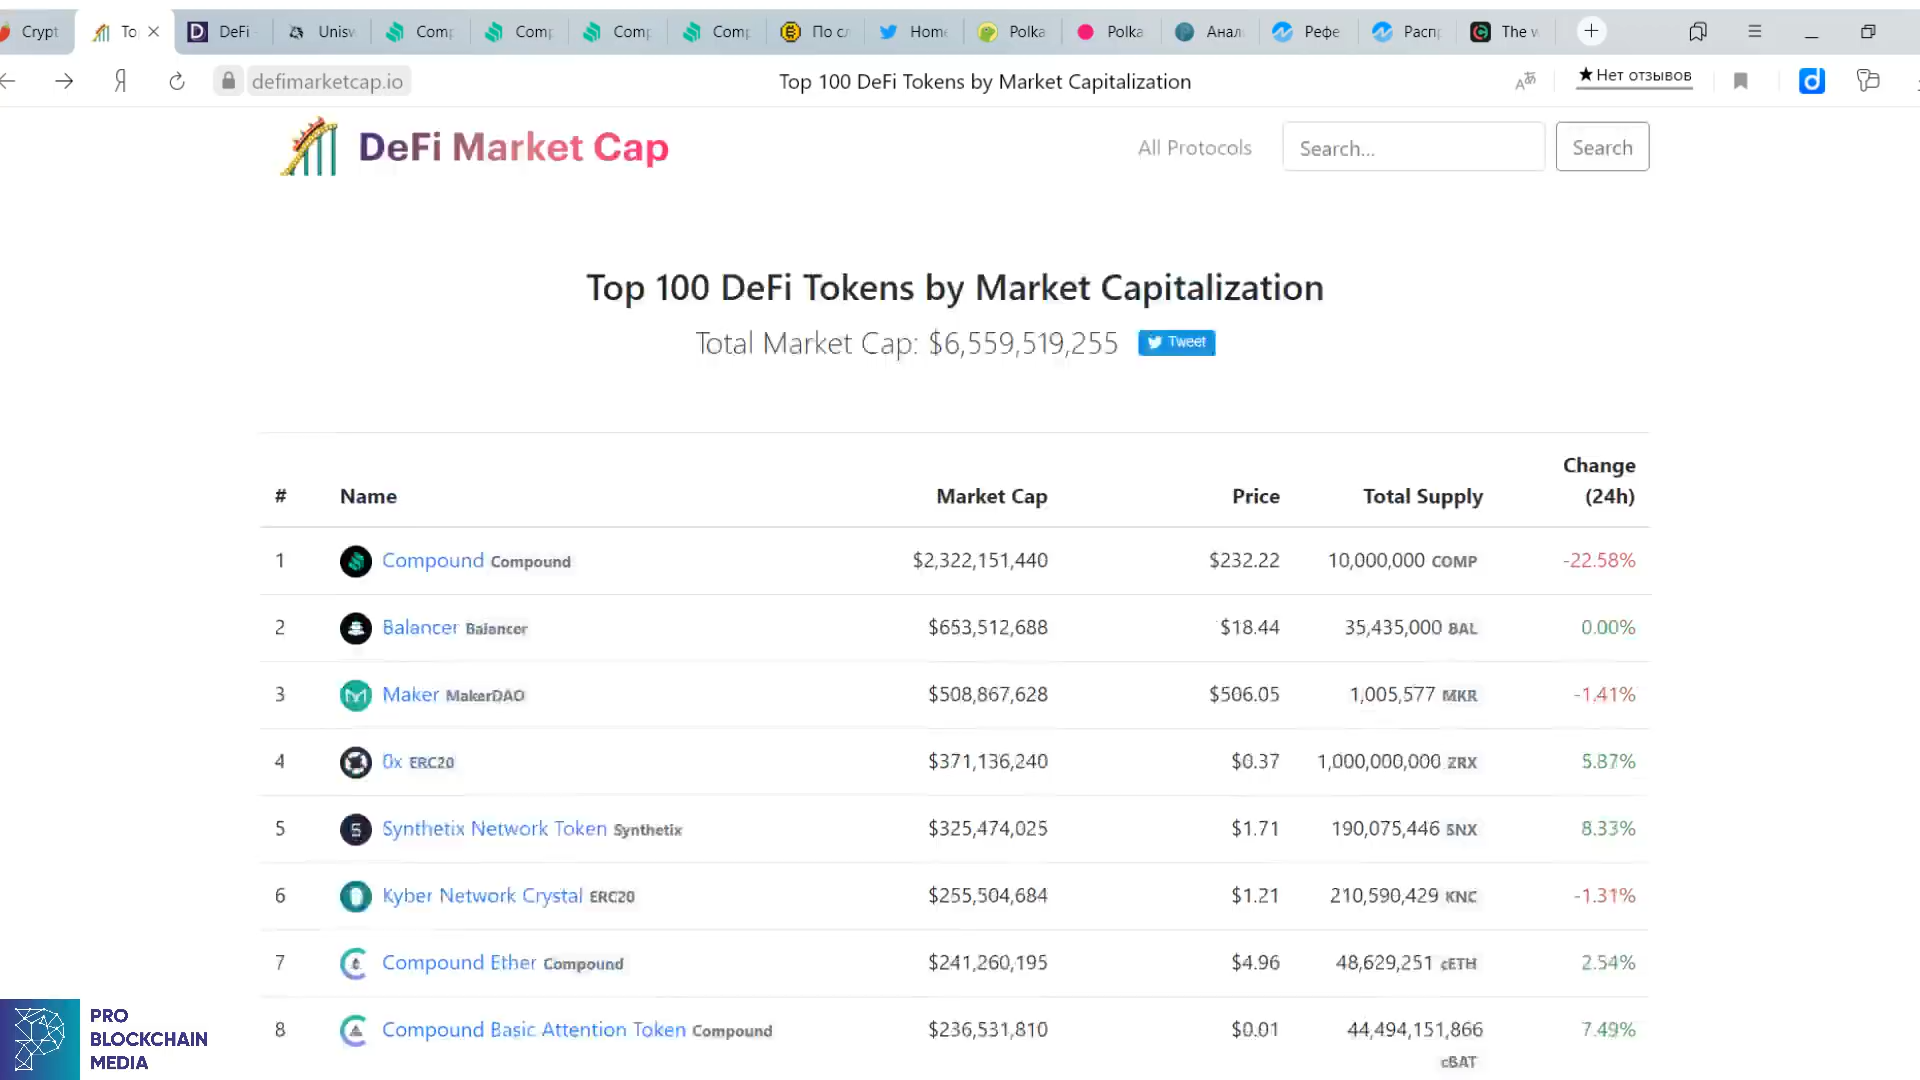 Crypt To DeFi - Unisw Comp Comp Comp Comp По сл Home Polka Polka Анал Рефе Распр The w
Я defimarketcap.io Top 100 DeFi Tokens by Market Capitalization ★ Нет отзывов d
DeFi Market Cap All Protocols Search... Search
Top 100 DeFi Tokens by Market Capitalization
Total Market Cap: $6,559,519,255 Tweet
# Name Market Cap Price Total Supply Change (24h)
1 Compound Compound $2,322,151,440 $232.22 10,000,000 COMP -22.58%
2 Balancer Balancer $653,512,688 $18.44 35,435,000 BAL 0.00%
3 Maker MakerDAO $508,867,628 $506.05 1,005,577 MKR -1.41%
4 0x ERC20 $371,136,240 $0.37 1,000,000,000 ZRX 5.87%
5 Synthetix Network Token Synthetix $325,474,025 $1.71 190,075,446 SNX 8.33%
6 Kyber Network Crystal ERC20 $255,504,684 $1.21 210,590,429 KNC -1.31%
7 Compound Ether Compound $241,260,195 $4.96 48,629,251 cETH 2.54%
8 Compound Basic Attention Token Compound $236,531,810 $0.01 44,494,151,866 cBAT 7.49%
PRO
BLOCKCHAIN
MEDIA